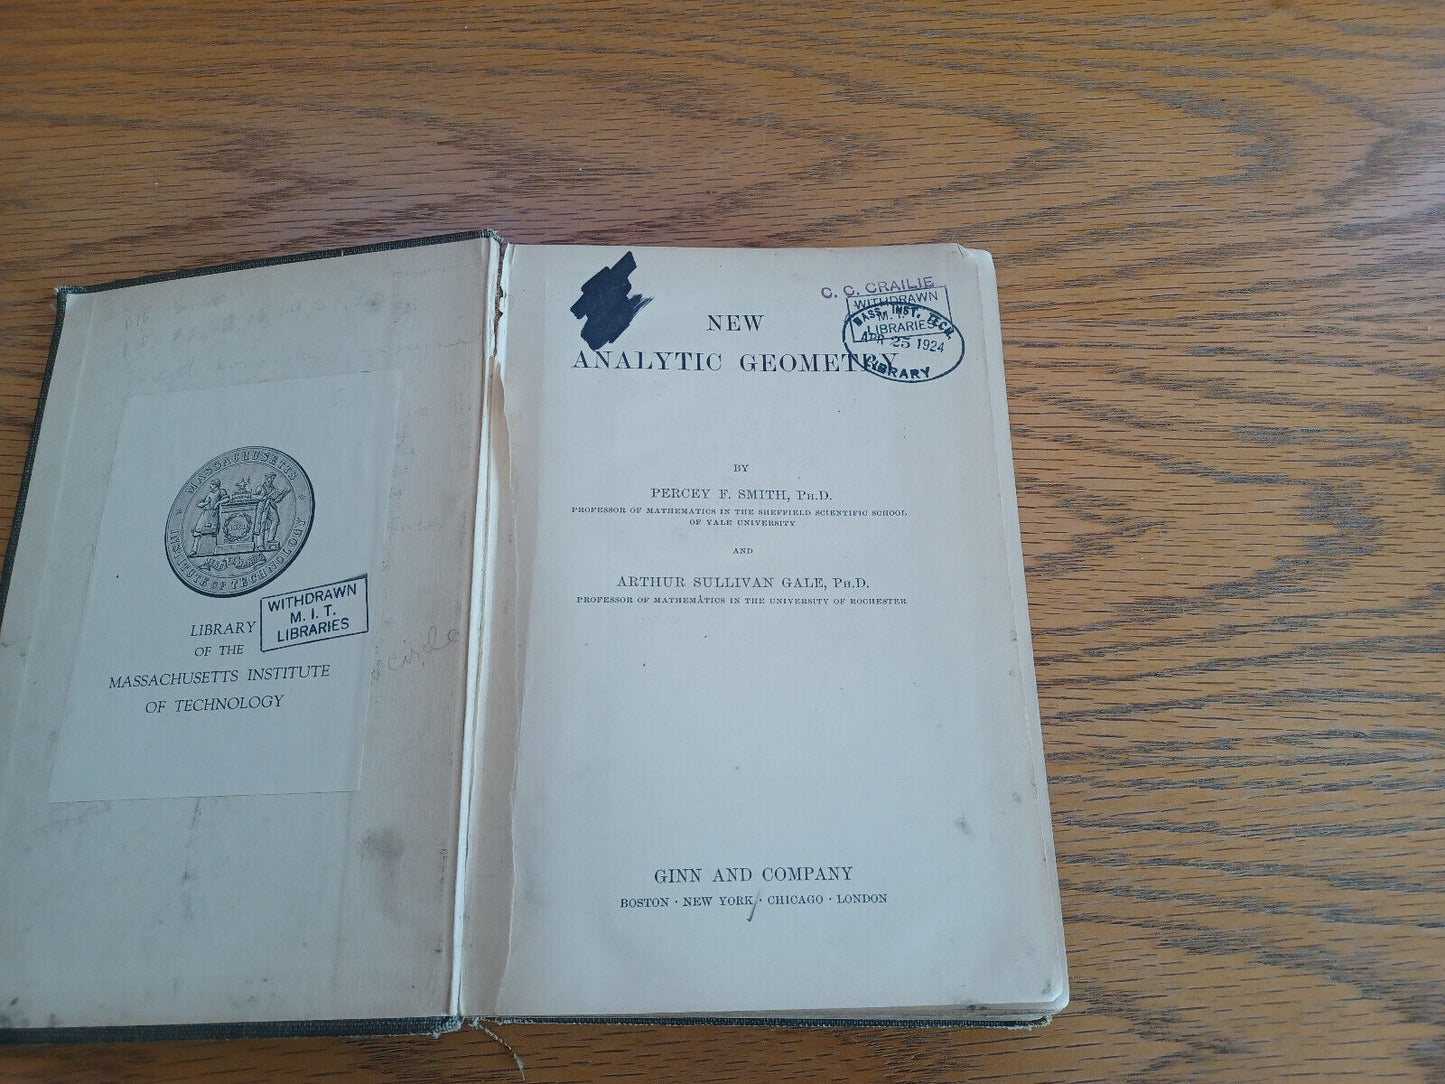 MASSACHUSETTS
INSTITUTE OF TECHNOLOGY
WITHDRAWN
M. I. T.
LIBRARIES
LIBRARY
OF THE
MASSACHUSETTS INSTITUTE
OF TECHNOLOGY
circle
C. C. CRAILIE
WITHDRAWN
M. I. T.
LIBRARIES
MASS. INST. TECH.
APR 25 1924
LIBRARY
NEW
ANALYTIC GEOMETRY
BY
PERCEY F. SMITH, PH.D.
PROFESSOR OF MATHEMATICS IN THE SHEFFIELD SCIENTIFIC SCHOOL
OF YALE UNIVERSITY
AND
ARTHUR SULLIVAN GALE, PH.D.
PROFESSOR OF MATHEMATICS IN THE UNIVERSITY OF ROCHESTER
GINN AND COMPANY
BOSTON · NEW YORK · CHICAGO · LONDON